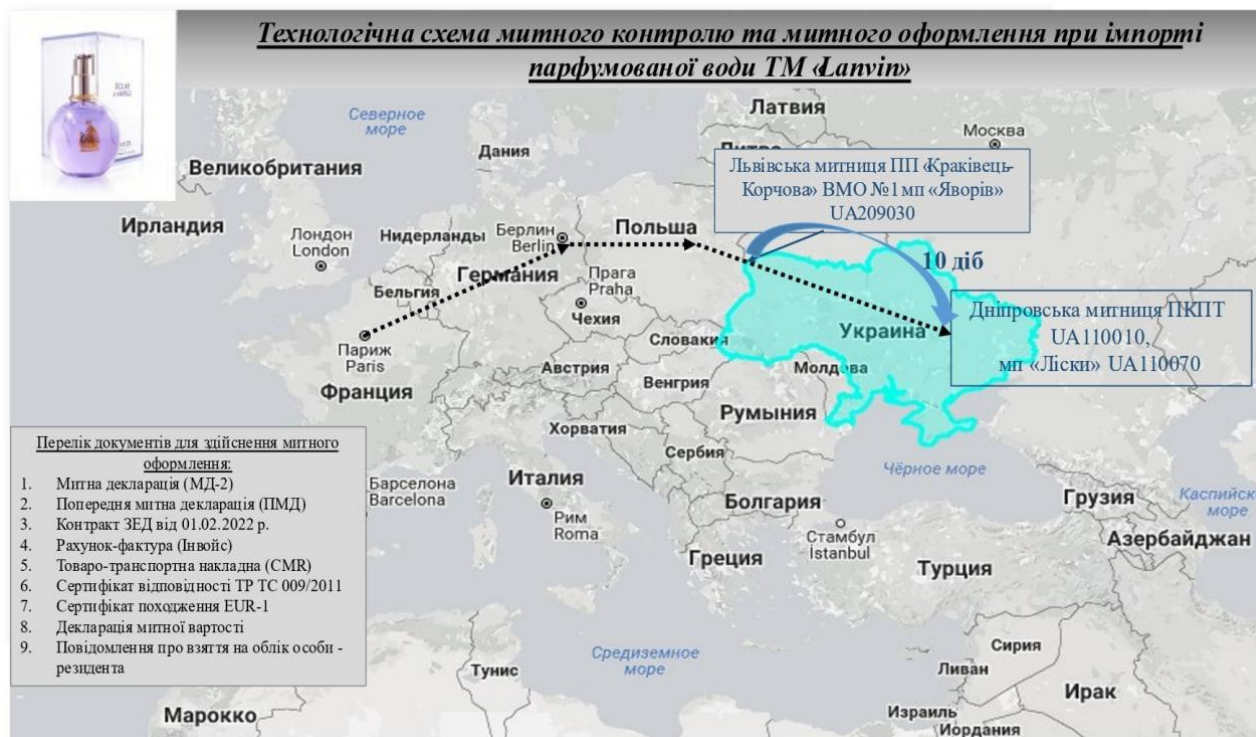 Технологічна схема митного контролю та митного оформлення при імпорті
парфумованої води ТМ «Lanvin»
Северное
море
Латвия
Москва
Дания
Литва
Великобритания
Львівська митниця ПП «Краківець-
Корчова» ВМО №1 мп «Яворів»
UA209030
Ирландия
Лондон
London
Нидерланды
Берлин
Berlin
Польша
Германия
10 діб
Бельгия
Прага
Praha
Чехия
Дніпровська митниця ПКПТ
UA110010,
мп «Ліски» UA110070
Париж
Paris
Словакия
Украина
Франция
Австрия
Венгрия
Молдова
Румыния
Хорватия
Сербия
Перелік документів для здійснення митного
оформлення:
1. Митна декларація (МД-2)
2. Попередня митна декларація (ПМД)
3. Контракт ЗЕД від 01.02.2022 р.
4. Рахунок-фактура (Інвойс)
5. Товаро-транспортна накладна (CMR)
6. Сертифікат відповідності ТР ТС 009/2011
7. Сертифікат походження EUR-1
8. Декларація митної вартості
9. Повідомлення про взяття на облік особи -
резидента
Барселона
Barcelona
Италия
Рим
Roma
Болгария
Чёрное море
Грузия
Каспийско
море
Азербайджан
Стамбул
İstanbul
Греция
Турция
Средиземное
море
Тунис
Сирия
Ливан
Ирак
Марокко
Израиль
Иордания